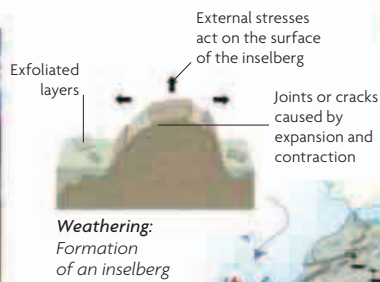 External stresses
act on the surface
of the inselberg
Exfoliated
layers
Joints or cracks
caused by
expansion and
contraction
Weathering:
Formation
of an inselberg